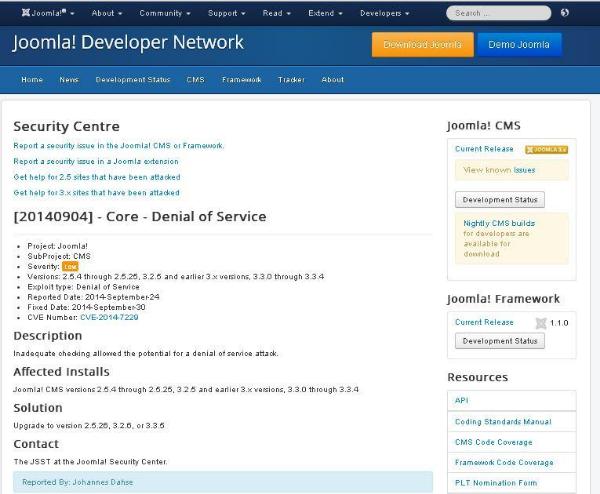 Joomla! About Community Support Read Extend Developers Search ...
Joomla! Developer Network
Download Joomla Demo Joomla
Home News Development Status CMS Framework Tracker About
Security Centre
Report a security issue in the Joomla! CMS or Framework.
Report a security issue in a Joomla extension
Get help for 2.5 sites that have been attacked
Get help for 3.x sites that have been attacked
[20140904] - Core - Denial of Service
Project: Joomla!
SubProject: CMS
Severity: Low
Versions: 2.5.4 through 2.5.25, 3.2.5 and earlier 3.x versions, 3.3.0 through 3.3.4
Exploit type: Denial of Service
Reported Date: 2014-September-24
Fixed Date: 2014-September-30
CVE Number: CVE-2014-7229
Description
Inadequate checking allowed the potential for a denial of service attack.
Affected Installs
Joomla! CMS versions 2.5.4 through 2.5.25, 3.2.5 and earlier 3.x versions, 3.3.0 through 3.3.4
Solution
Upgrade to version 2.5.26, 3.2.6, or 3.3.5
Contact
The JSST at the Joomla! Security Center.
Reported By: Johannes Dahse
Joomla! CMS
Current Release JOOMLA 3.x
View known Issues
Development Status
Nightly CMS builds
for developers are
available for
download
Joomla! Framework
Current Release 1.1.0
Development Status
Resources
API
Coding Standards Manual
CMS Code Coverage
Framework Code Coverage
PLT Nomination Form